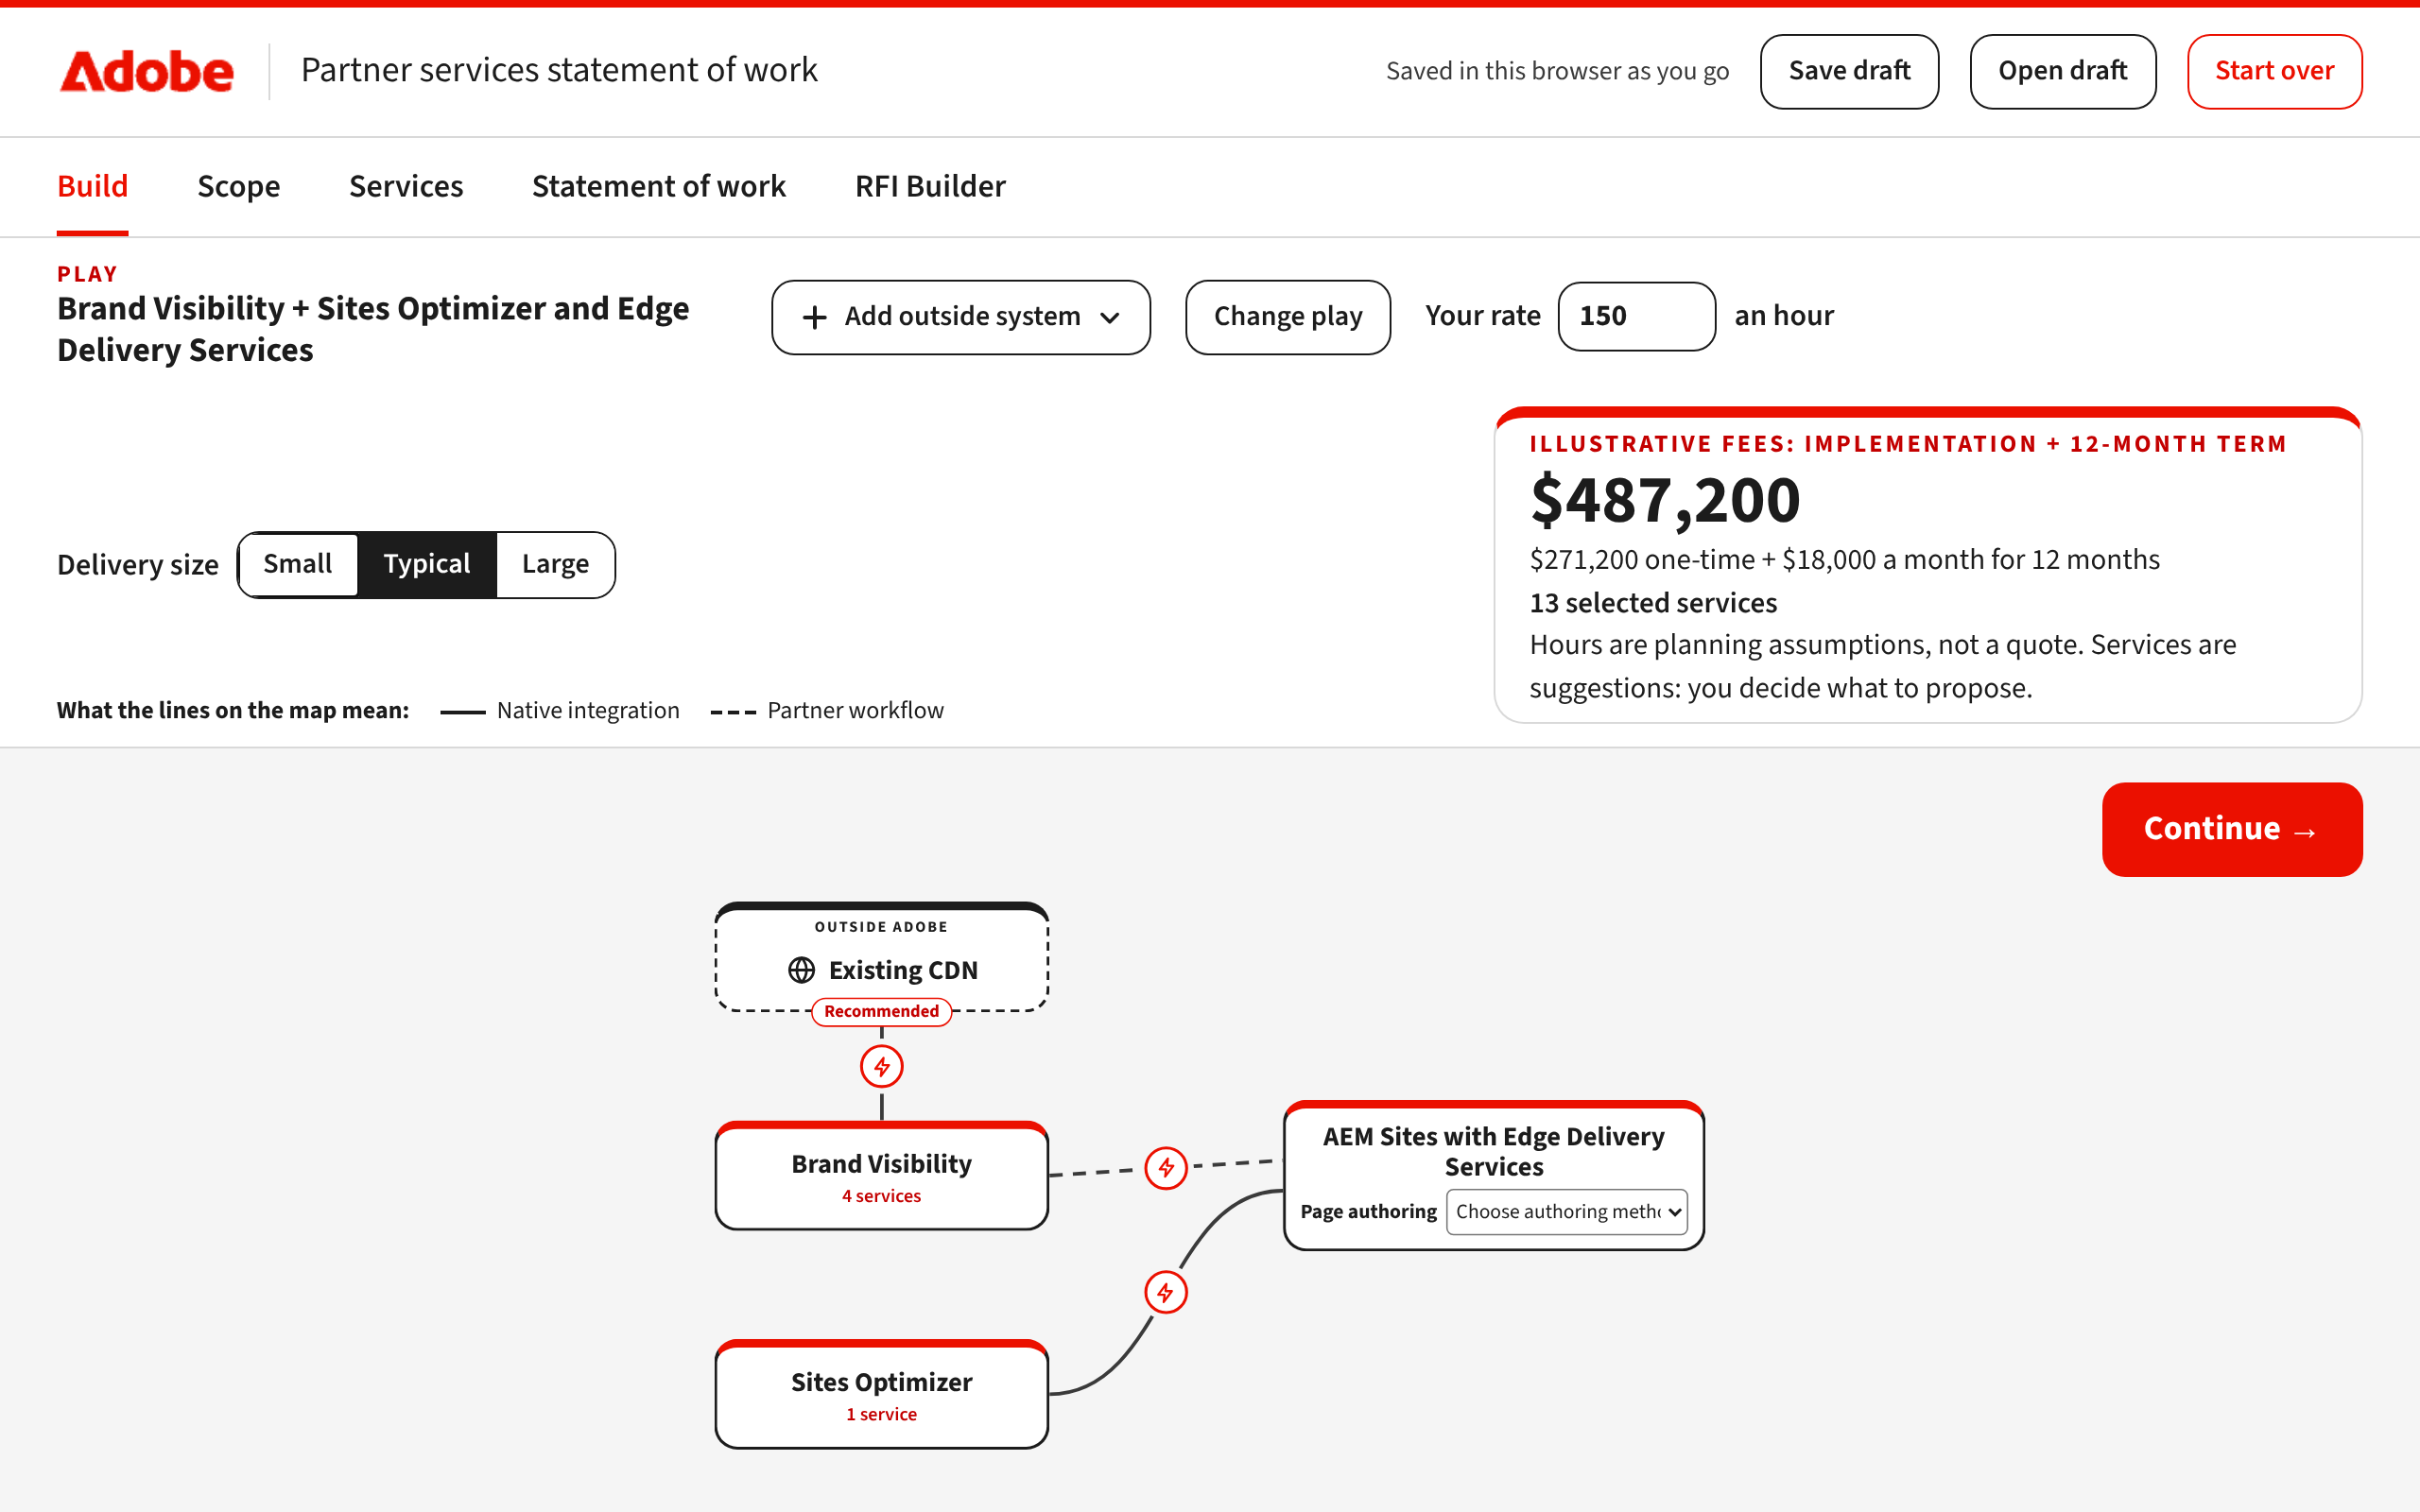 Adobe
Partner services statement of work
Saved in this browser as you go
Save draft
Open draft
Start over
Build
Scope
Services
Statement of work
RFI Builder
PLAY
Brand Visibility + Sites Optimizer and Edge
Delivery Services
+ Add outside system
Change play
Your rate
150
an hour
ILLUSTRATIVE FEES: IMPLEMENTATION + 12-MONTH TERM
$487,200
$271,200 one-time + $18,000 a month for 12 months
13 selected services
Hours are planning assumptions, not a quote. Services are
suggestions: you decide what to propose.
Delivery size
Small
Typical
Large
What the lines on the map mean:
Native integration
Partner workflow
Continue →
OUTSIDE ADOBE
Existing CDN
Recommended
Brand Visibility
4 services
AEM Sites with Edge Delivery
Services
Page authoring
Choose authoring meth
Sites Optimizer
1 service